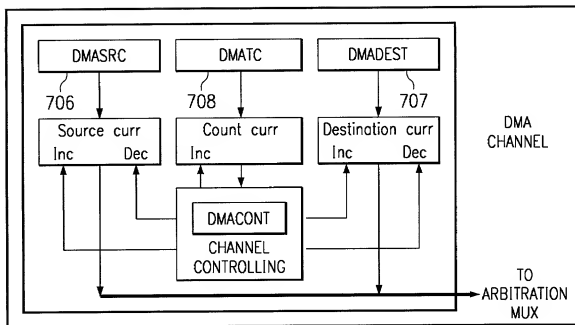 DMASRC
DMATC
DMADEST
706
708
707
Source curr
Inc Dec
Count curr
Inc
Destination curr
Inc Dec
DMA
CHANNEL
DMACONT
CHANNEL
CONTROLLING
TO
ARBITRATION
MUX